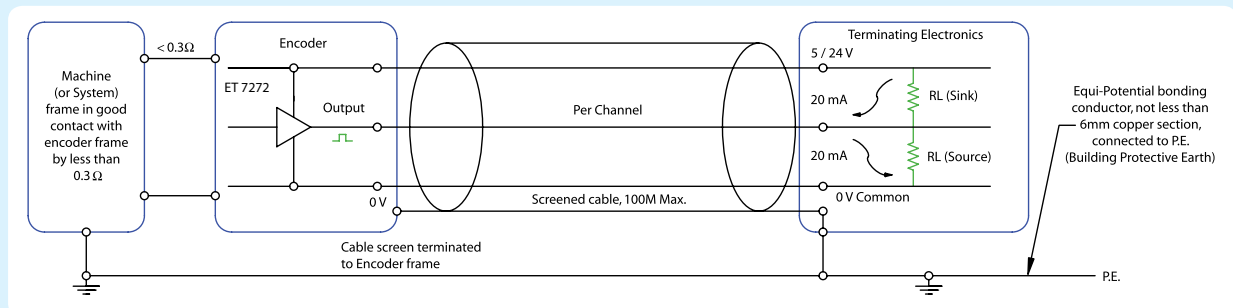 Machine
(or System)
frame in good
contact with
encoder frame
by less than
0.3 Ω
< 0.3Ω
Encoder
ET 7272
Output
0 V
Per Channel
Screened cable, 100M Max.
Cable screen terminated
to Encoder frame
Terminating Electronics
5 / 24 V
20 mA
RL (Sink)
20 mA
RL (Source)
0 V Common
Equi-Potential bonding
conductor, not less than
6mm copper section,
connected to P.E.
(Building Protective Earth)
P.E.